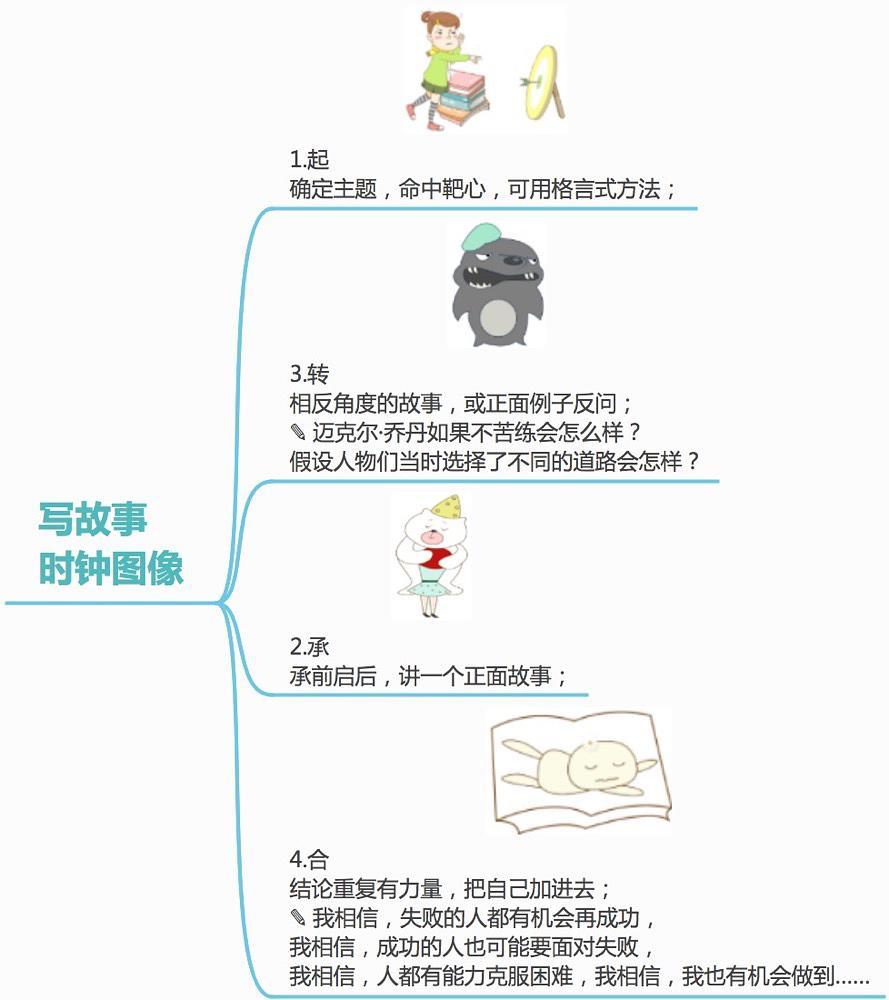 写故事
时钟图像
1.起
确定主题，命中靶心，可用格言式方法；
3.转
相反角度的故事，或正面例子反问；
✎ 迈克尔·乔丹如果不苦练会怎么样？
假设人物们当时选择了不同的道路会怎样？
2.承
承前启后，讲一个正面故事；
4.合
结论重复有力量，把自己加进去；
✎ 我相信，失败的人都有机会再成功，
我相信，成功的人也可能要面对失败，
我相信，人都有能力克服困难，我相信，我也有机会做到……